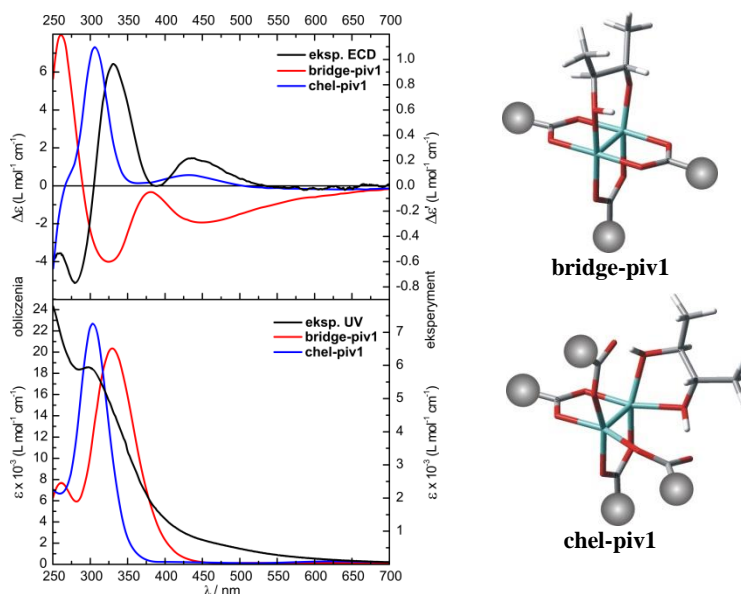 250 300 350 400 450 500 550 600 650 700
6
4
2
0
-2
-4
Δε (L mol⁻¹ cm⁻¹)
eksp. ECD
bridge-piv1
chel-piv1
1.0
0.8
0.6
0.4
0.2
0.0
-0.2
-0.4
-0.6
-0.8
Δε' (L mol⁻¹ cm⁻¹)
obliczenia
eksperyment
24
22
20
18
16
14
12
10
8
6
4
2
0
ε x 10⁻³ (L mol⁻¹ cm⁻¹)
eksp. UV
bridge-piv1
chel-piv1
7
6
5
4
3
2
1
ε x 10⁻³ (L mol⁻¹ cm⁻¹)
250 300 350 400 450 500 550 600 650 700
λ / nm
bridge-piv1
chel-piv1